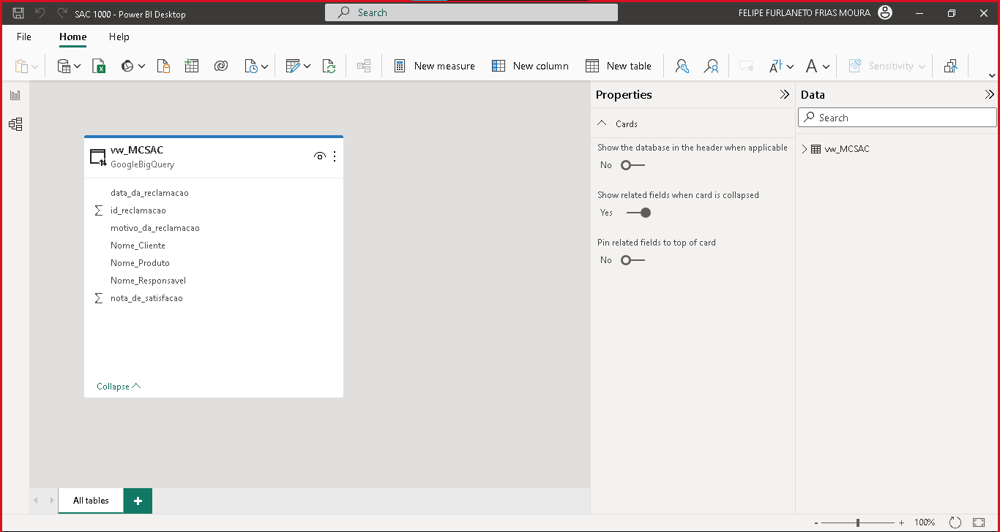 SAC 1000 - Power BI Desktop
Search
FELIPE FURLANETO FRIAS MOURA
File
Home
Help
New measure
New column
New table
Sensitivity
Properties
Data
Cards
Search
Show the database in the header when applicable
No
Show related fields when card is collapsed
Yes
Pin related fields to top of card
No
vw_MCSAC
vw_MCSAC
GoogleBigQuery
data_da_reclamacao
id_reclamacao
motivo_da_reclamacao
Nome_Cliente
Nome_Produto
Nome_Responsavel
nota_de_satisfacao
Collapse
All tables
100%